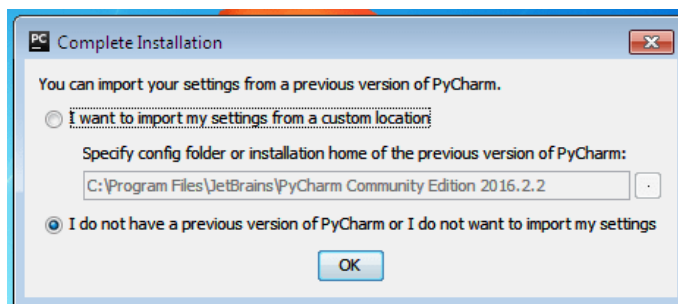 PC Complete Installation
You can import your settings from a previous version of PyCharm.
I want to import my settings from a custom location
Specify config folder or installation home of the previous version of PyCharm:
C:\Program Files\JetBrains\PyCharm Community Edition 2016.2.2
.
I do not have a previous version of PyCharm or I do not want to import my settings
OK